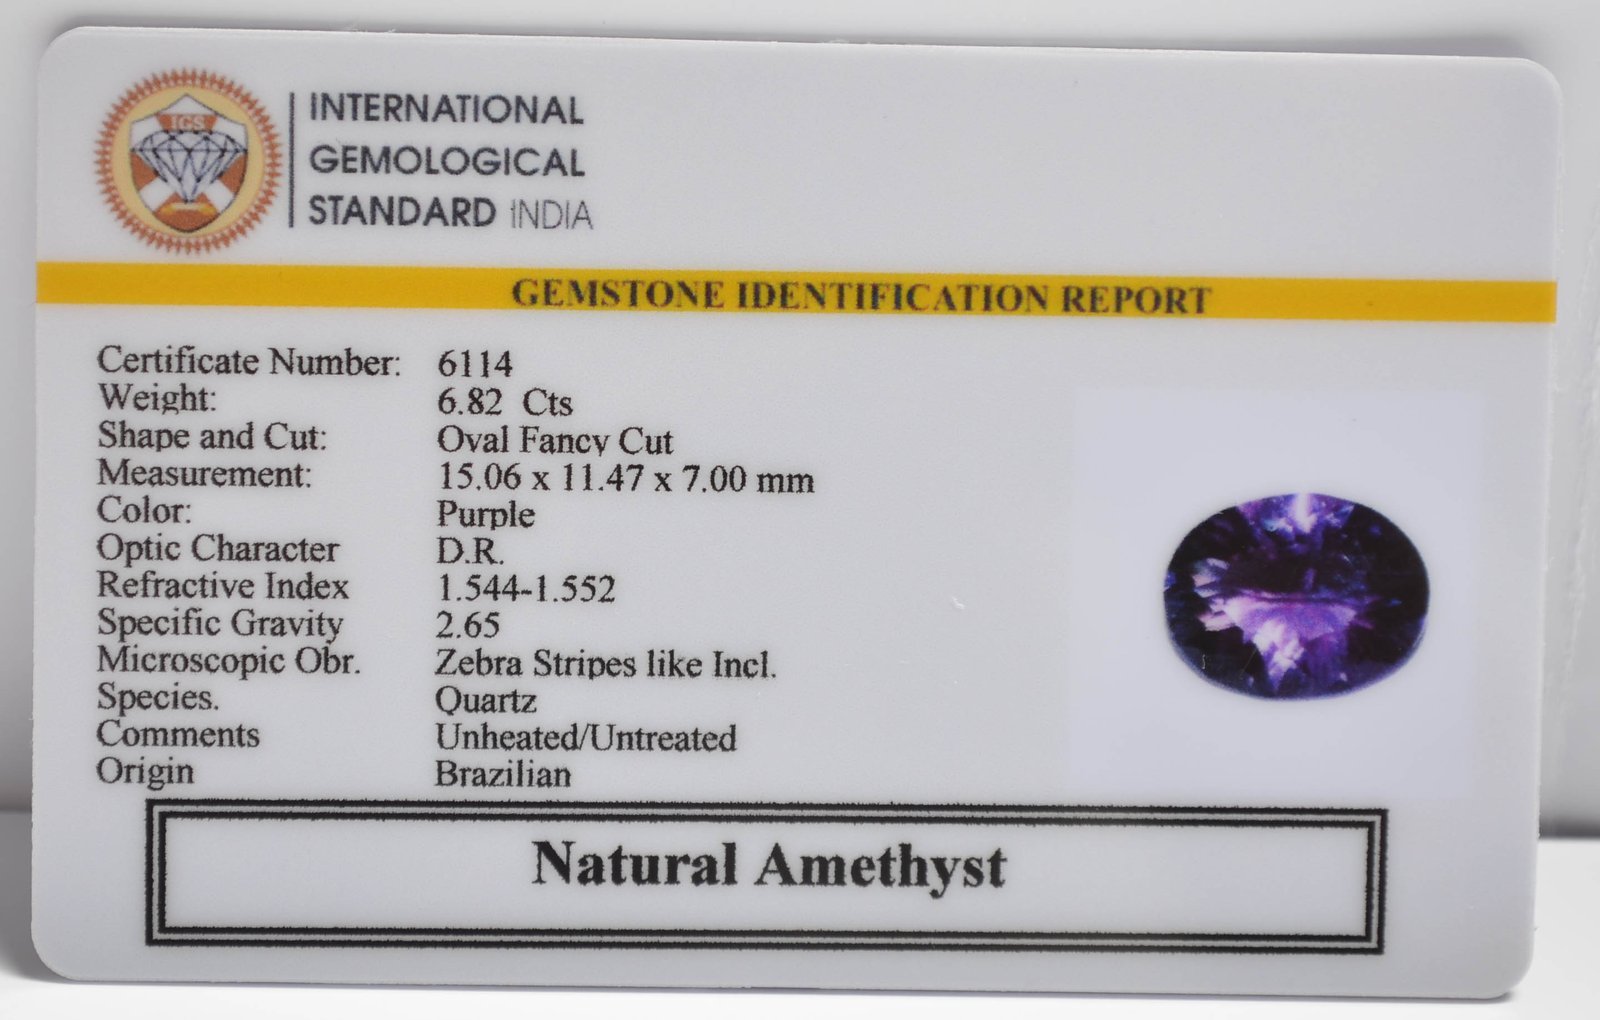 IGS
INTERNATIONAL
GEMOLOGICAL
STANDARD INDIA
GEMSTONE IDENTIFICATION REPORT
Certificate Number: 6114
Weight: 6.82 Cts
Shape and Cut: Oval Fancy Cut
Measurement: 15.06 x 11.47 x 7.00 mm
Color: Purple
Optic Character D.R.
Refractive Index 1.544-1.552
Specific Gravity 2.65
Microscopic Obr. Zebra Stripes like Incl.
Species. Quartz
Comments Unheated/Untreated
Origin Brazilian
Natural Amethyst